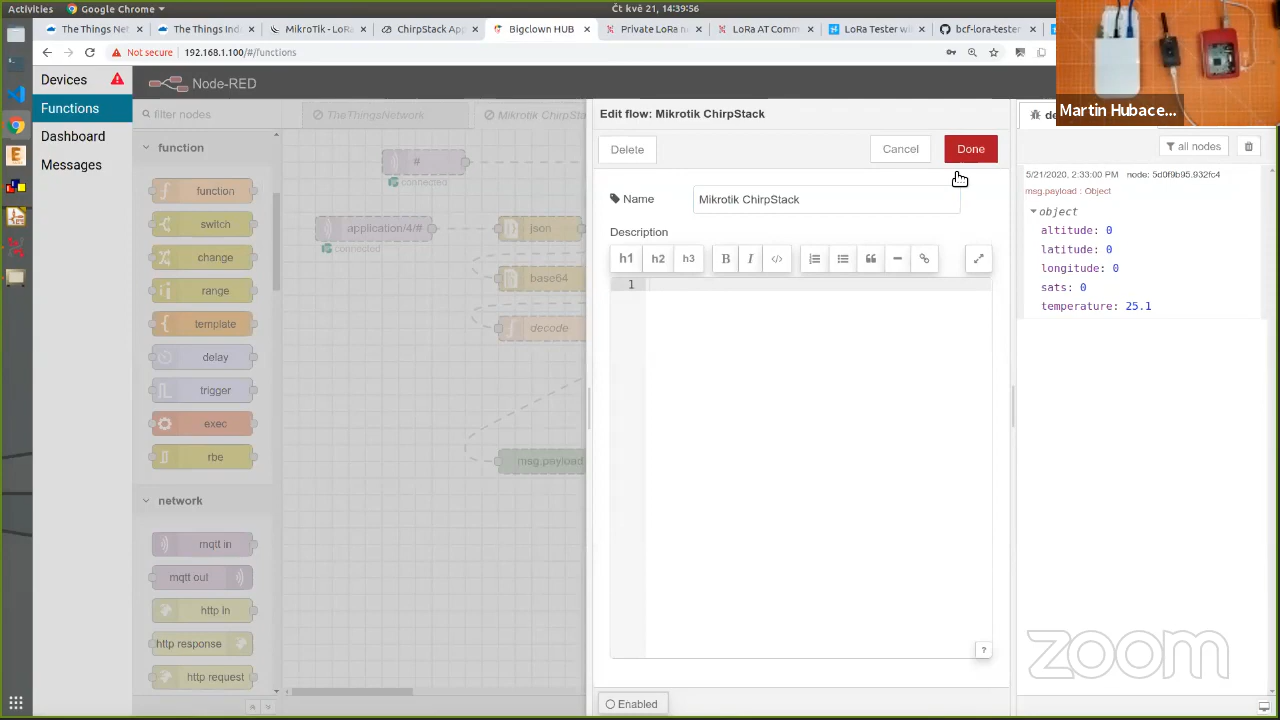 Activities
Google Chrome
Čt kvě 21, 14:39:56
The Things Net
The Things Indu
MikroTik - LoRa
ChirpStack App
Bigclown HUB
Private LoRa n
LoRa AT Comm
LoRa Tester wi
bcf-lora-tester
Not secure
192.168.1.100/#/functions
Devices
Functions
Dashboard
Messages
Node-RED
filter nodes
function
function
switch
change
range
template
delay
trigger
exec
rbe
network
mqtt in
mqtt out
http in
http response
http request
TheThingsNetwork
Mikrotik ChirpSta
#
connected
application/4/#
connected
json
base64
decode
msg.payload
Edit flow: Mikrotik ChirpStack
Delete
Cancel
Done
Name
Mikrotik ChirpStack
Description
h1
h2
h3
B
I
</>
1
?
Enabled
Martin Hubace...
all nodes
5/21/2020, 2:33:00 PM node: 5d0f9b95.932fc4
msg.payload : Object
object
altitude: 0
latitude: 0
longitude: 0
sats: 0
temperature: 25.1
zoom